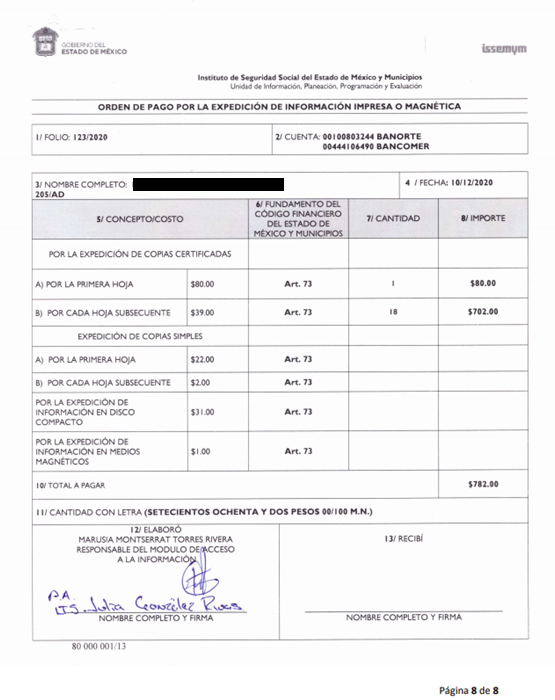 GOBIERNO DEL
ESTADO DE MÉXICO
issemym
Instituto de Seguridad Social del Estado de México y Municipios
Unidad de Información, Planeación, Programación y Evaluación
ORDEN DE PAGO POR LA EXPEDICIÓN DE INFORMACIÓN IMPRESA O MAGNÉTICA
1/ FOLIO: 123/2020
2/ CUENTA: 00100803244 BANORTE
00444106490 BANCOMER
3/ NOMBRE COMPLETO:
205/AD
4 / FECHA: 10/12/2020
5/ CONCEPTO/COSTO
6/ FUNDAMENTO DEL
CÓDIGO FINANCIERO
DEL ESTADO DE
MÉXICO Y MUNICIPIOS
7/ CANTIDAD
8/ IMPORTE
POR LA EXPEDICIÓN DE COPIAS CERTIFICADAS
A) POR LA PRIMERA HOJA $80.00 Art. 73 1 $80.00
B) POR CADA HOJA SUBSECUENTE $39.00 Art. 73 18 $702.00
EXPEDICIÓN DE COPIAS SIMPLES
A) POR LA PRIMERA HOJA $22.00 Art. 73
B) POR CADA HOJA SUBSECUENTE $2.00 Art. 73
POR LA EXPEDICIÓN DE
INFORMACIÓN EN DISCO
COMPACTO
$31.00 Art. 73
POR LA EXPEDICIÓN DE
INFORMACIÓN EN MEDIOS
MAGNÉTICOS
$1.00 Art. 73
10/ TOTAL A PAGAR $782.00
11/ CANTIDAD CON LETRA (SETECIENTOS OCHENTA Y DOS PESOS 00/100 M.N.)
12/ ELABORÓ
MARUSIA MONTSERRAT TORRES RIVERA
RESPONSABLE DEL MODULO DE ACCESO
A LA INFORMACIÓN
P.A.
LTS. Julia González Rivas
NOMBRE COMPLETO Y FIRMA
13/ RECIBÍ
NOMBRE COMPLETO Y FIRMA
80 000 001/13
Página 8 de 8